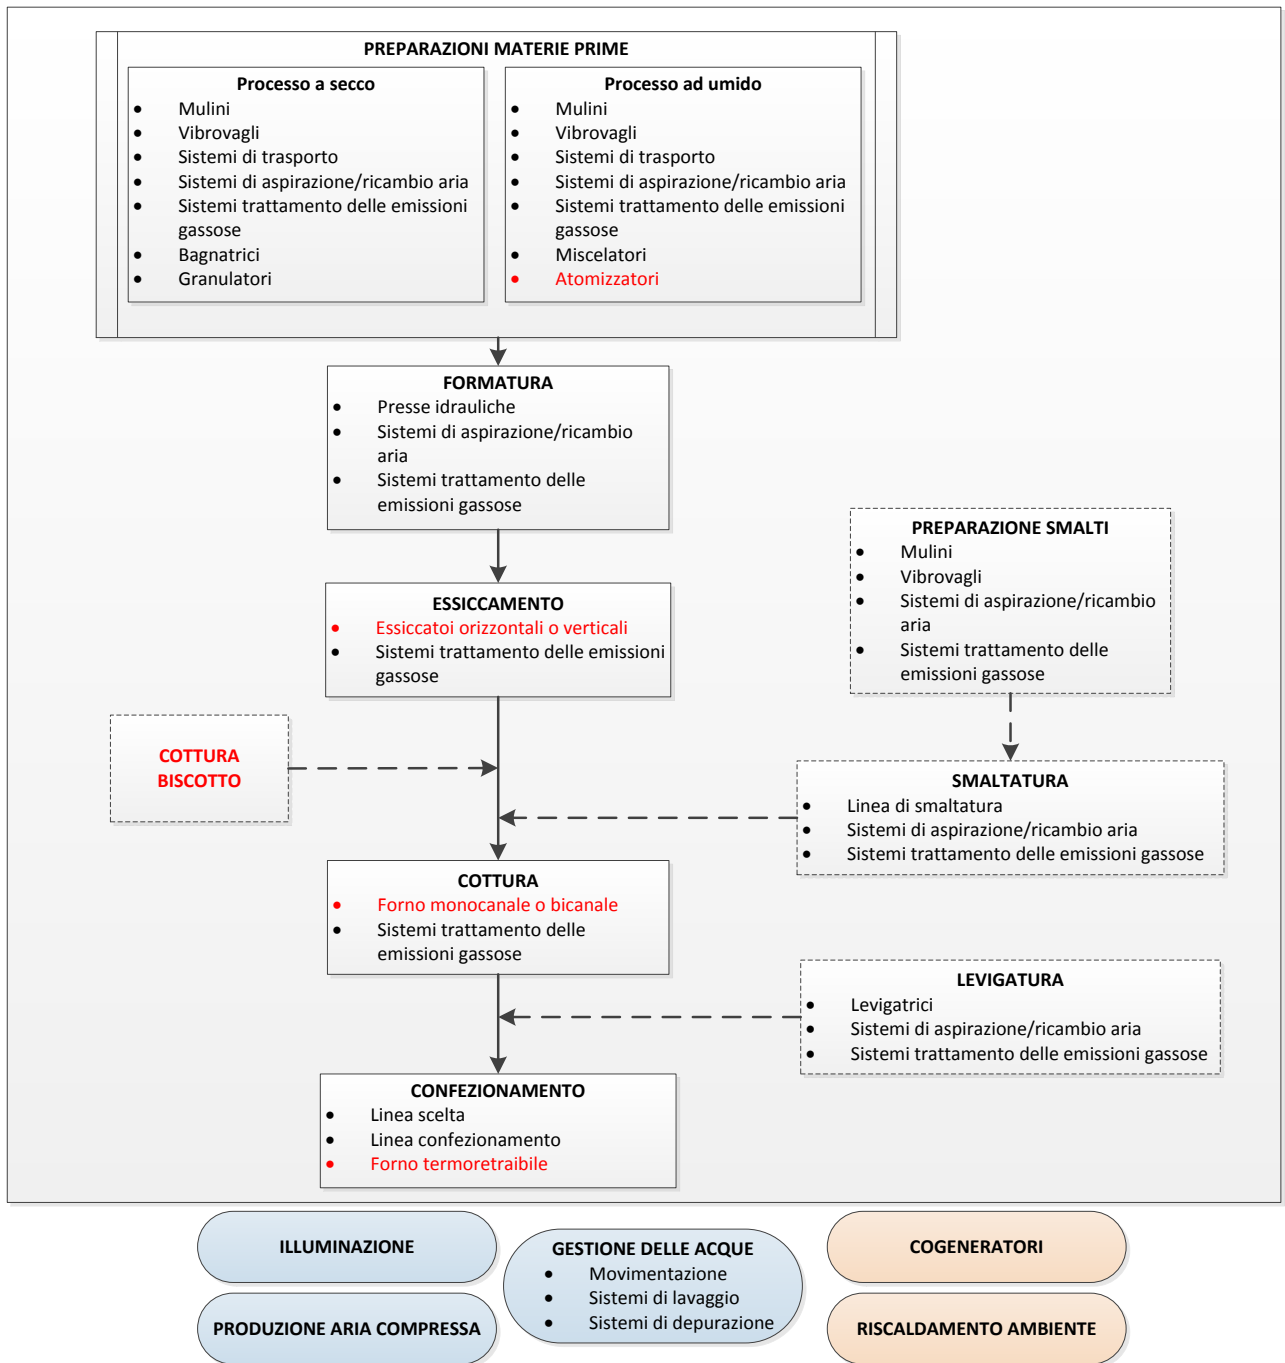 PREPARAZIONI MATERIE PRIME
Processo a secco
• Mulini
• Vibrovagli
• Sistemi di trasporto
• Sistemi di aspirazione/ricambio aria
• Sistemi trattamento delle emissioni
gassose
• Bagnatrici
• Granulatori
Processo ad umido
• Mulini
• Vibrovagli
• Sistemi di trasporto
• Sistemi di aspirazione/ricambio aria
• Sistemi trattamento delle emissioni
gassose
• Miscelatori
• Atomizzatori
FORMATURA
• Presse idrauliche
• Sistemi di aspirazione/ricambio
aria
• Sistemi trattamento delle
emissioni gassose
PREPARAZIONE SMALTI
• Mulini
• Vibrovagli
• Sistemi di aspirazione/ricambio
aria
• Sistemi trattamento delle
emissioni gassose
ESSICCAMENTO
• Essiccatoi orizzontali o verticali
• Sistemi trattamento delle emissioni
gassose
COTTURA
BISCOTTO
SMALTATURA
• Linea di smaltatura
• Sistemi di aspirazione/ricambio aria
• Sistemi trattamento delle emissioni gassose
COTTURA
• Forno monocanale o bicanale
• Sistemi trattamento delle
emissioni gassose
LEVIGATURA
• Levigatrici
• Sistemi di aspirazione/ricambio aria
• Sistemi trattamento delle emissioni gassose
CONFEZIONAMENTO
• Linea scelta
• Linea confezionamento
• Forno termoretraibile
ILLUMINAZIONE
GESTIONE DELLE ACQUE
• Movimentazione
• Sistemi di lavaggio
• Sistemi di depurazione
COGENERATORI
PRODUZIONE ARIA COMPRESSA
RISCALDAMENTO AMBIENTE